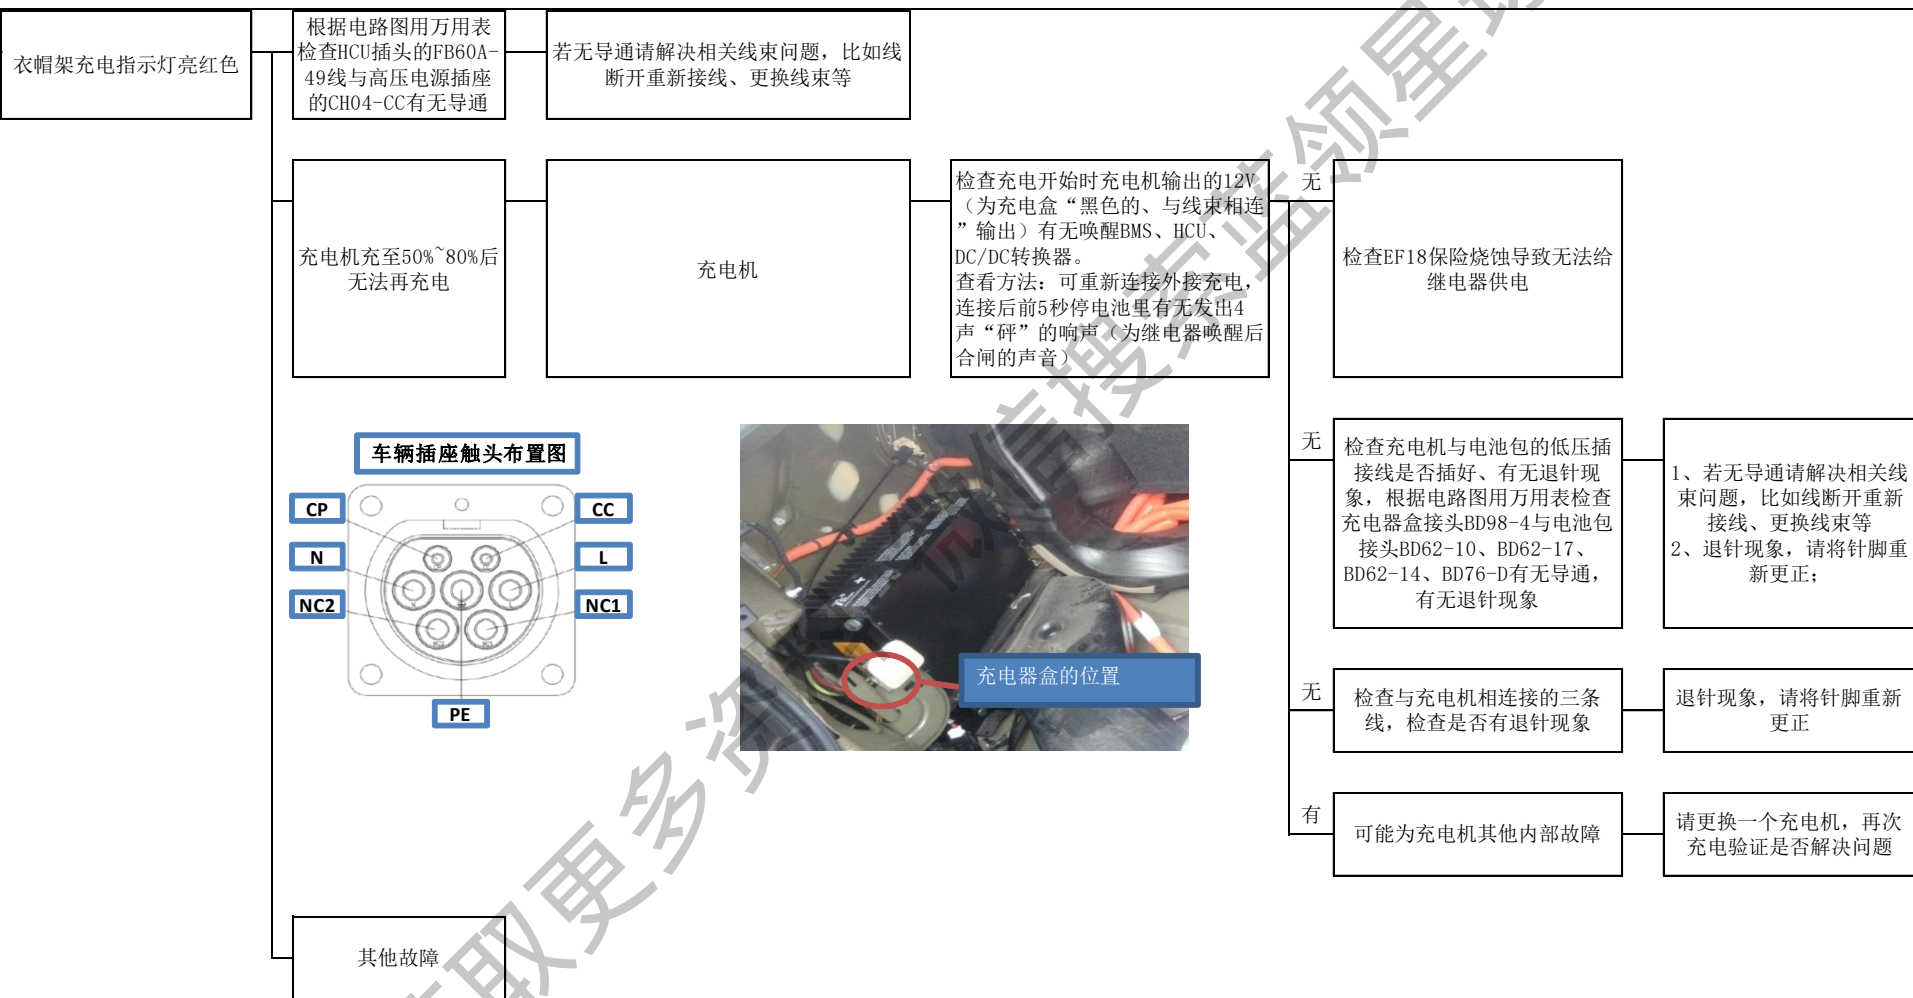 衣帽架充电指示灯亮红色
根据电路图用万用表
检查HCU插头的FB60A-
49线与高压电源插座
的CH04-CC有无导通
若无导通请解决相关线束问题，比如线
断开重新接线、更换线束等
充电机充至50%~80%后
无法再充电
充电机
检查充电开始时充电机输出的12V
（为充电盒“黑色的、与线束相连
”输出）有无唤醒BMS、HCU、
DC/DC转换器。
查看方法：可重新连接外接充电，
连接后前5秒停电池里有无发出4
声“砰”的响声（为继电器唤醒后
合闸的声音）
无
检查EF18保险烧蚀导致无法给
继电器供电
无
检查充电机与电池包的低压插
接线是否插好、有无退针现
象，根据电路图用万用表检查
充电器盒接头BD98-4与电池包
接头BD62-10、BD62-17、
BD62-14、BD76-D有无导通，
有无退针现象
1、若无导通请解决相关线
束问题，比如线断开重新
接线、更换线束等
2、退针现象，请将针脚重
新更正；
车辆插座触头布置图
CP
CC
N
L
NC2
NC1
PE
充电器盒的位置
无
检查与充电机相连接的三条
线，检查是否有退针现象
退针现象，请将针脚重新
更正
有
可能为充电机其他内部故障
请更换一个充电机，再次
充电验证是否解决问题
其他故障
取更多资
微信搜索蓝领星球